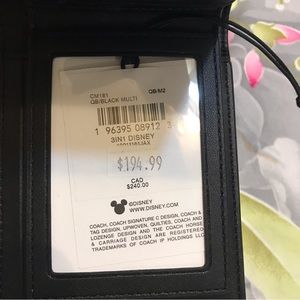 CM181 QB/M2
QB/BLACK MULTI
1 96395 08912 3
3IN1 DISNEY
$194.99
CAD
$240.00
©DISNEY
WWW.DISNEY.COM
COACH, COACH SIGNATURE C DESIGN, COACH &
TAG DESIGN, UPWOVEN, QUILTIES, COACH AND
LOZENGE DESIGN AND THE COACH HORSE
& CARRIAGE DESIGN ARE REGISTERED
TRADEMARKS OF COACH IP HOLDINGS LLC